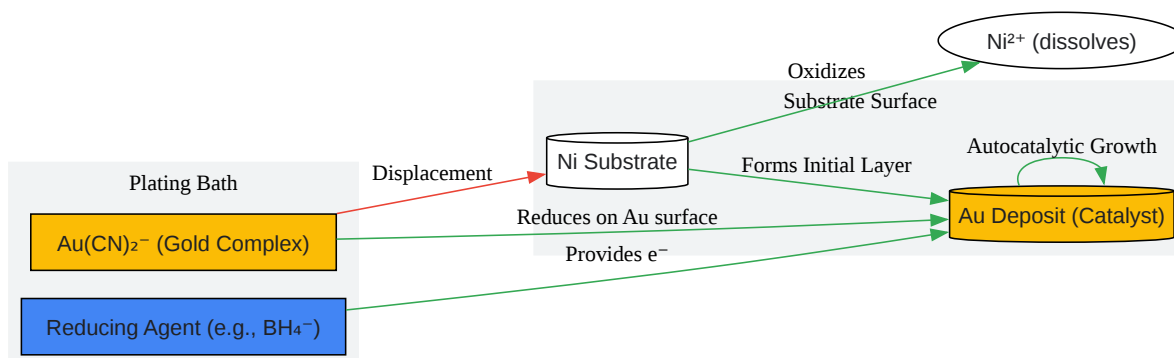 Ni²⁺ (dissolves)
Oxidizes
Substrate Surface
Autocatalytic Growth
Ni Substrate
Forms Initial Layer
Displacement
Plating Bath
Au Deposit (Catalyst)
Reduces on Au surface
Au(CN)₂⁻ (Gold Complex)
Provides e⁻
Reducing Agent (e.g., BH₄⁻)